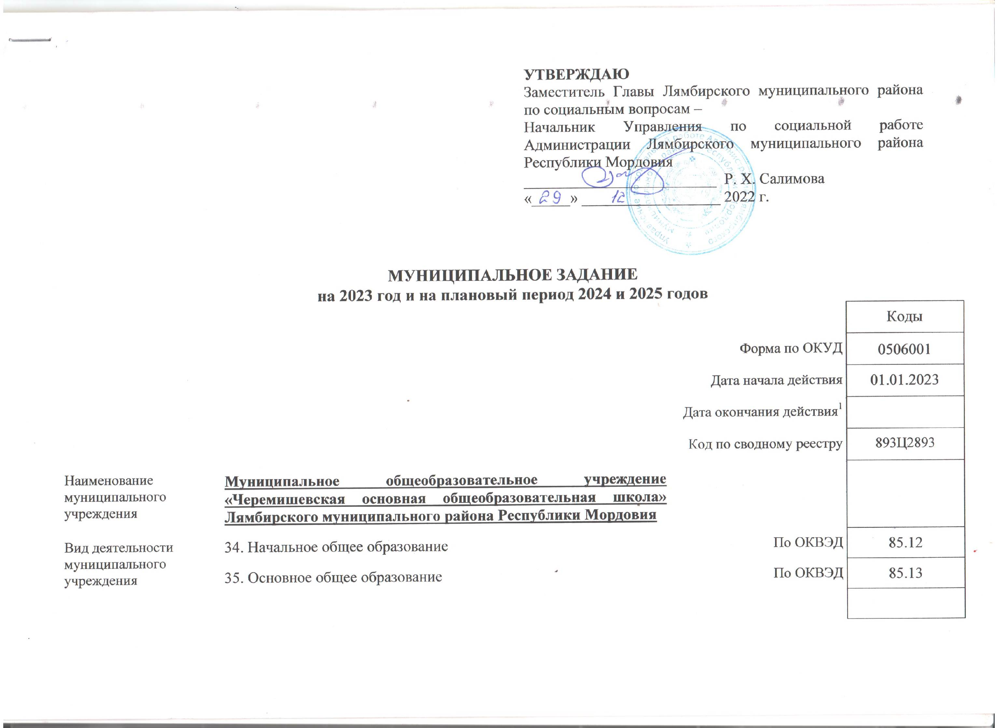 УТВЕРЖДАЮ
Заместитель Главы Лямбирского муниципального района
по социальным вопросам –
Начальник Управления по социальной работе
Администрации Лямбирского муниципального района
Республики Мордовия
Р. Х. Салимова
« 29 » 12 2022 г.
МУНИЦИПАЛЬНОЕ ЗАДАНИЕ
на 2023 год и на плановый период 2024 и 2025 годов
Коды
Форма по ОКУД 0506001
Дата начала действия 01.01.2023
Дата окончания действия¹
Код по сводному реестру 893Ц2893
Наименование
муниципального
учреждения
Муниципальное общеобразовательное учреждение
«Черемишевская основная общеобразовательная школа»
Лямбирского муниципального района Республики Мордовия
Вид деятельности
муниципального
учреждения
34. Начальное общее образование По ОКВЭД 85.12
35. Основное общее образование По ОКВЭД 85.13